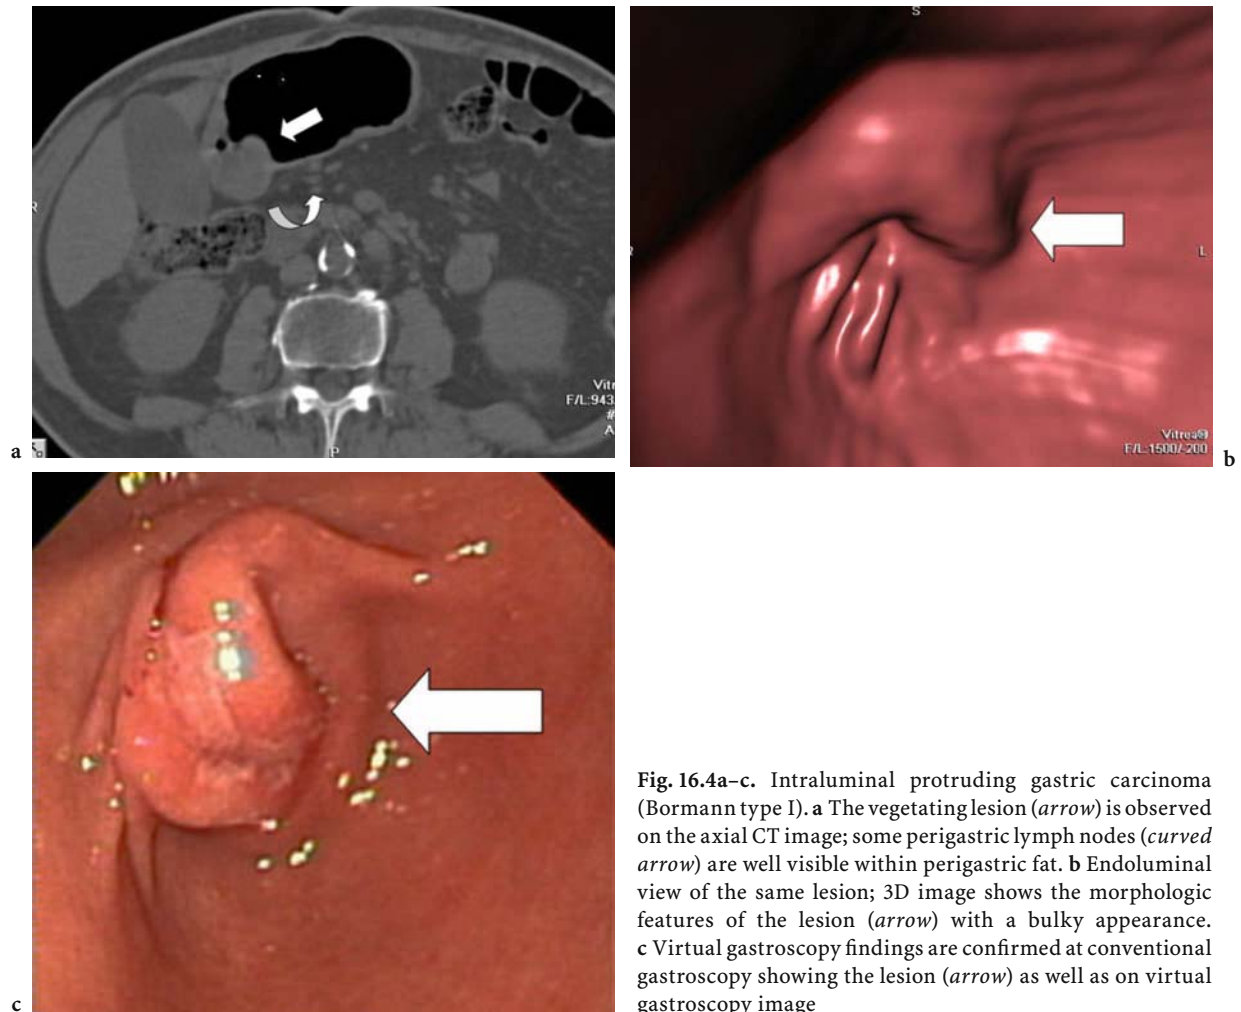 S
R
Vitr
F/L:943
#
A
P
a
R
L
Vitrea®
F/L:1500/-200
b
c
Fig. 16.4a–c. Intraluminal protruding gastric carcinoma
(Bormann type I). a The vegetating lesion (arrow) is observed
on the axial CT image; some perigastric lymph nodes (curved
arrow) are well visible within perigastric fat. b Endoluminal
view of the same lesion; 3D image shows the morphologic
features of the lesion (arrow) with a bulky appearance.
c Virtual gastroscopy findings are confirmed at conventional
gastroscopy showing the lesion (arrow) as well as on virtual
gastroscopy image